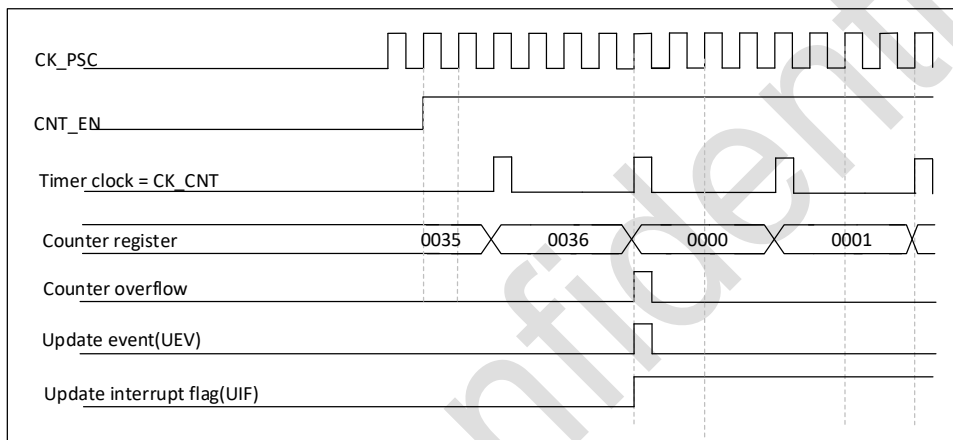 CK_PSC
CNT_EN
Timer clock = CK_CNT
Counter register 0035 0036 0000 0001
Counter overflow
Update event(UEV)
Update interrupt flag(UIF)
nfidenti